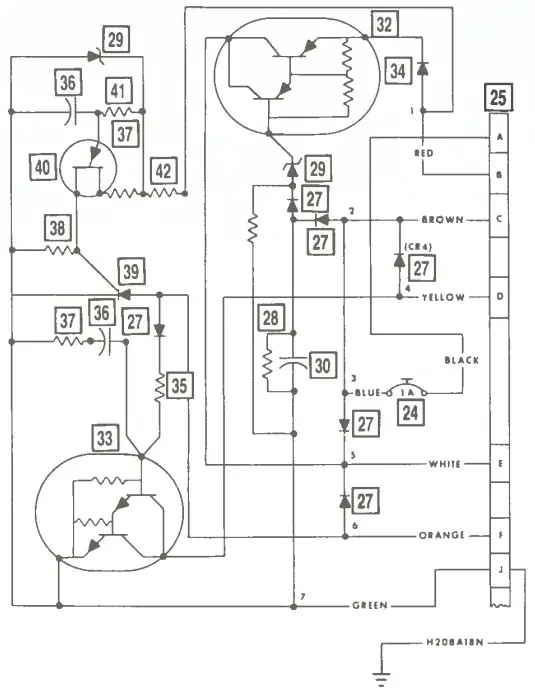 29
32
36
41
34
25
1
A
37
RED
40
42
29
B
27
2
BROWN
C
38
27
(CR4)
27
39
4
YELLOW
D
37
36
27
28
30
BLACK
35
3
BLUE
1A
24
33
27
5
WHITE
E
27
6
ORANGE
F
J
7
GREEN
H208A18N